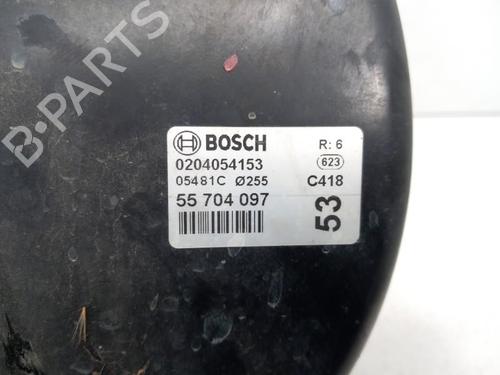 BOSCH R: 6
0204054153 623
05481C Ø255 C418
55 704 097
53
B-PARTS